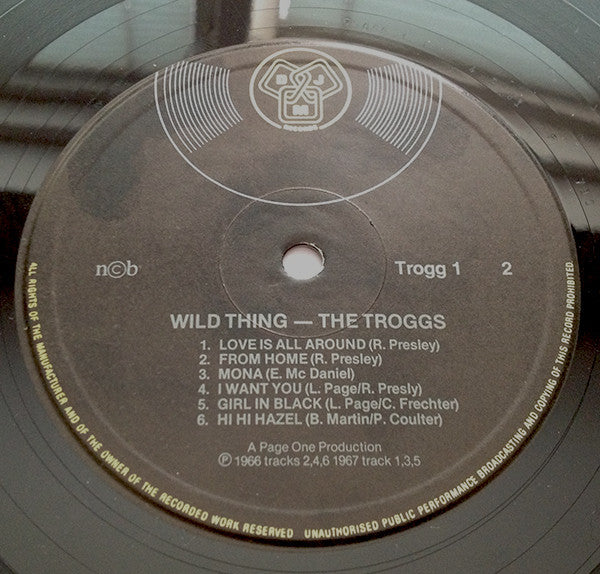 DJM
RECORDS
n©b
Trogg 1 2
WILD THING — THE TROGGS
1. LOVE IS ALL AROUND (R. Presley)
2. FROM HOME (R. Presley)
3. MONA (E. Mc Daniel)
4. I WANT YOU (L. Page/R. Presly)
5. GIRL IN BLACK (L. Page/C. Frechter)
6. HI HI HAZEL (B. Martin/P. Coulter)
A Page One Production
℗ 1966 tracks 2,4,6 1967 track 1,3,5
ALL RIGHTS OF THE MANUFACTURER AND OF THE OWNER OF THE RECORDED WORK RESERVED UNAUTHORISED PUBLIC PERFORMANCE BROADCASTING AND COPYING OF THIS RECORD PROHIBITED